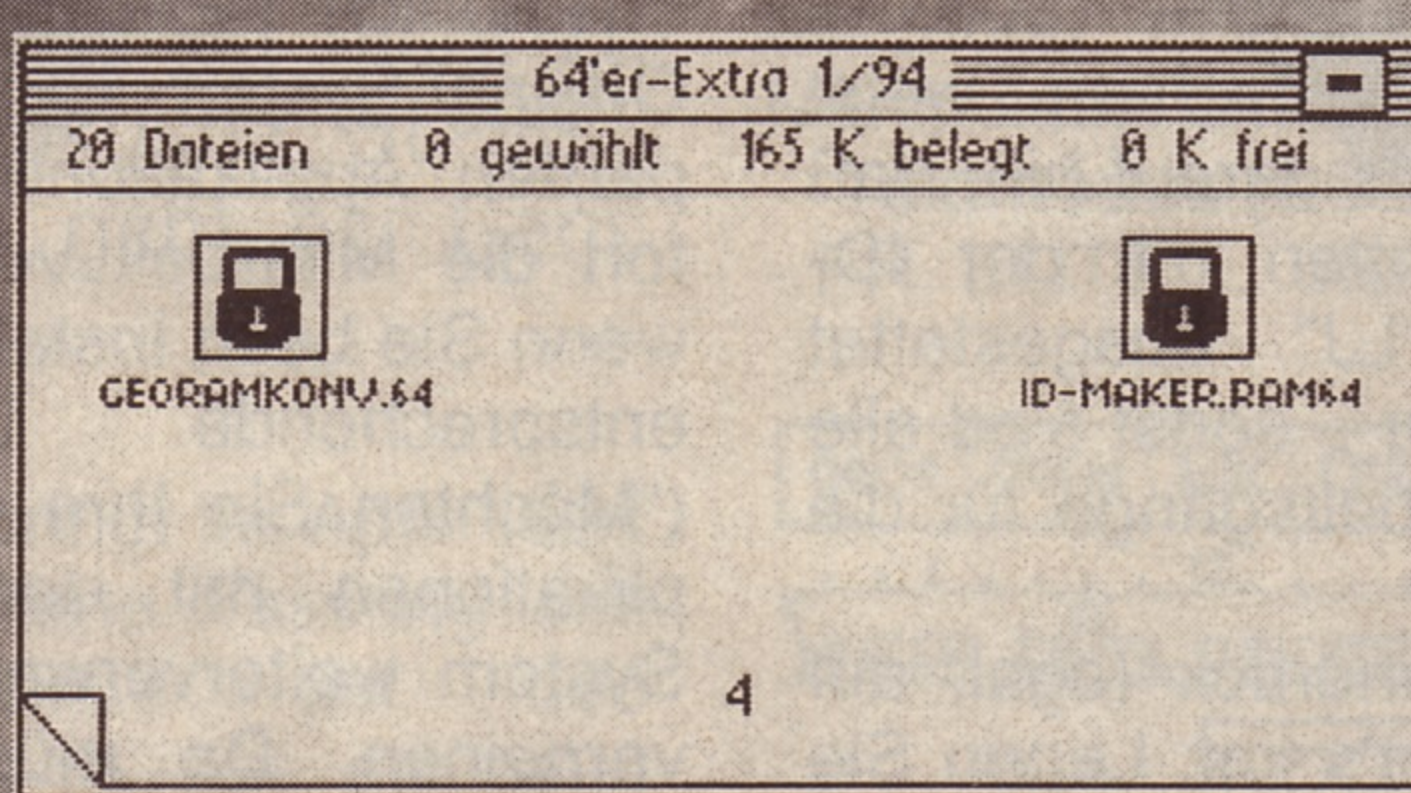 64'er-Extra 1/94
20 Dateien 0 gewählt 165 K belegt 0 K frei
GEORAMKONV.64 ID-MAKER.RAM64
4